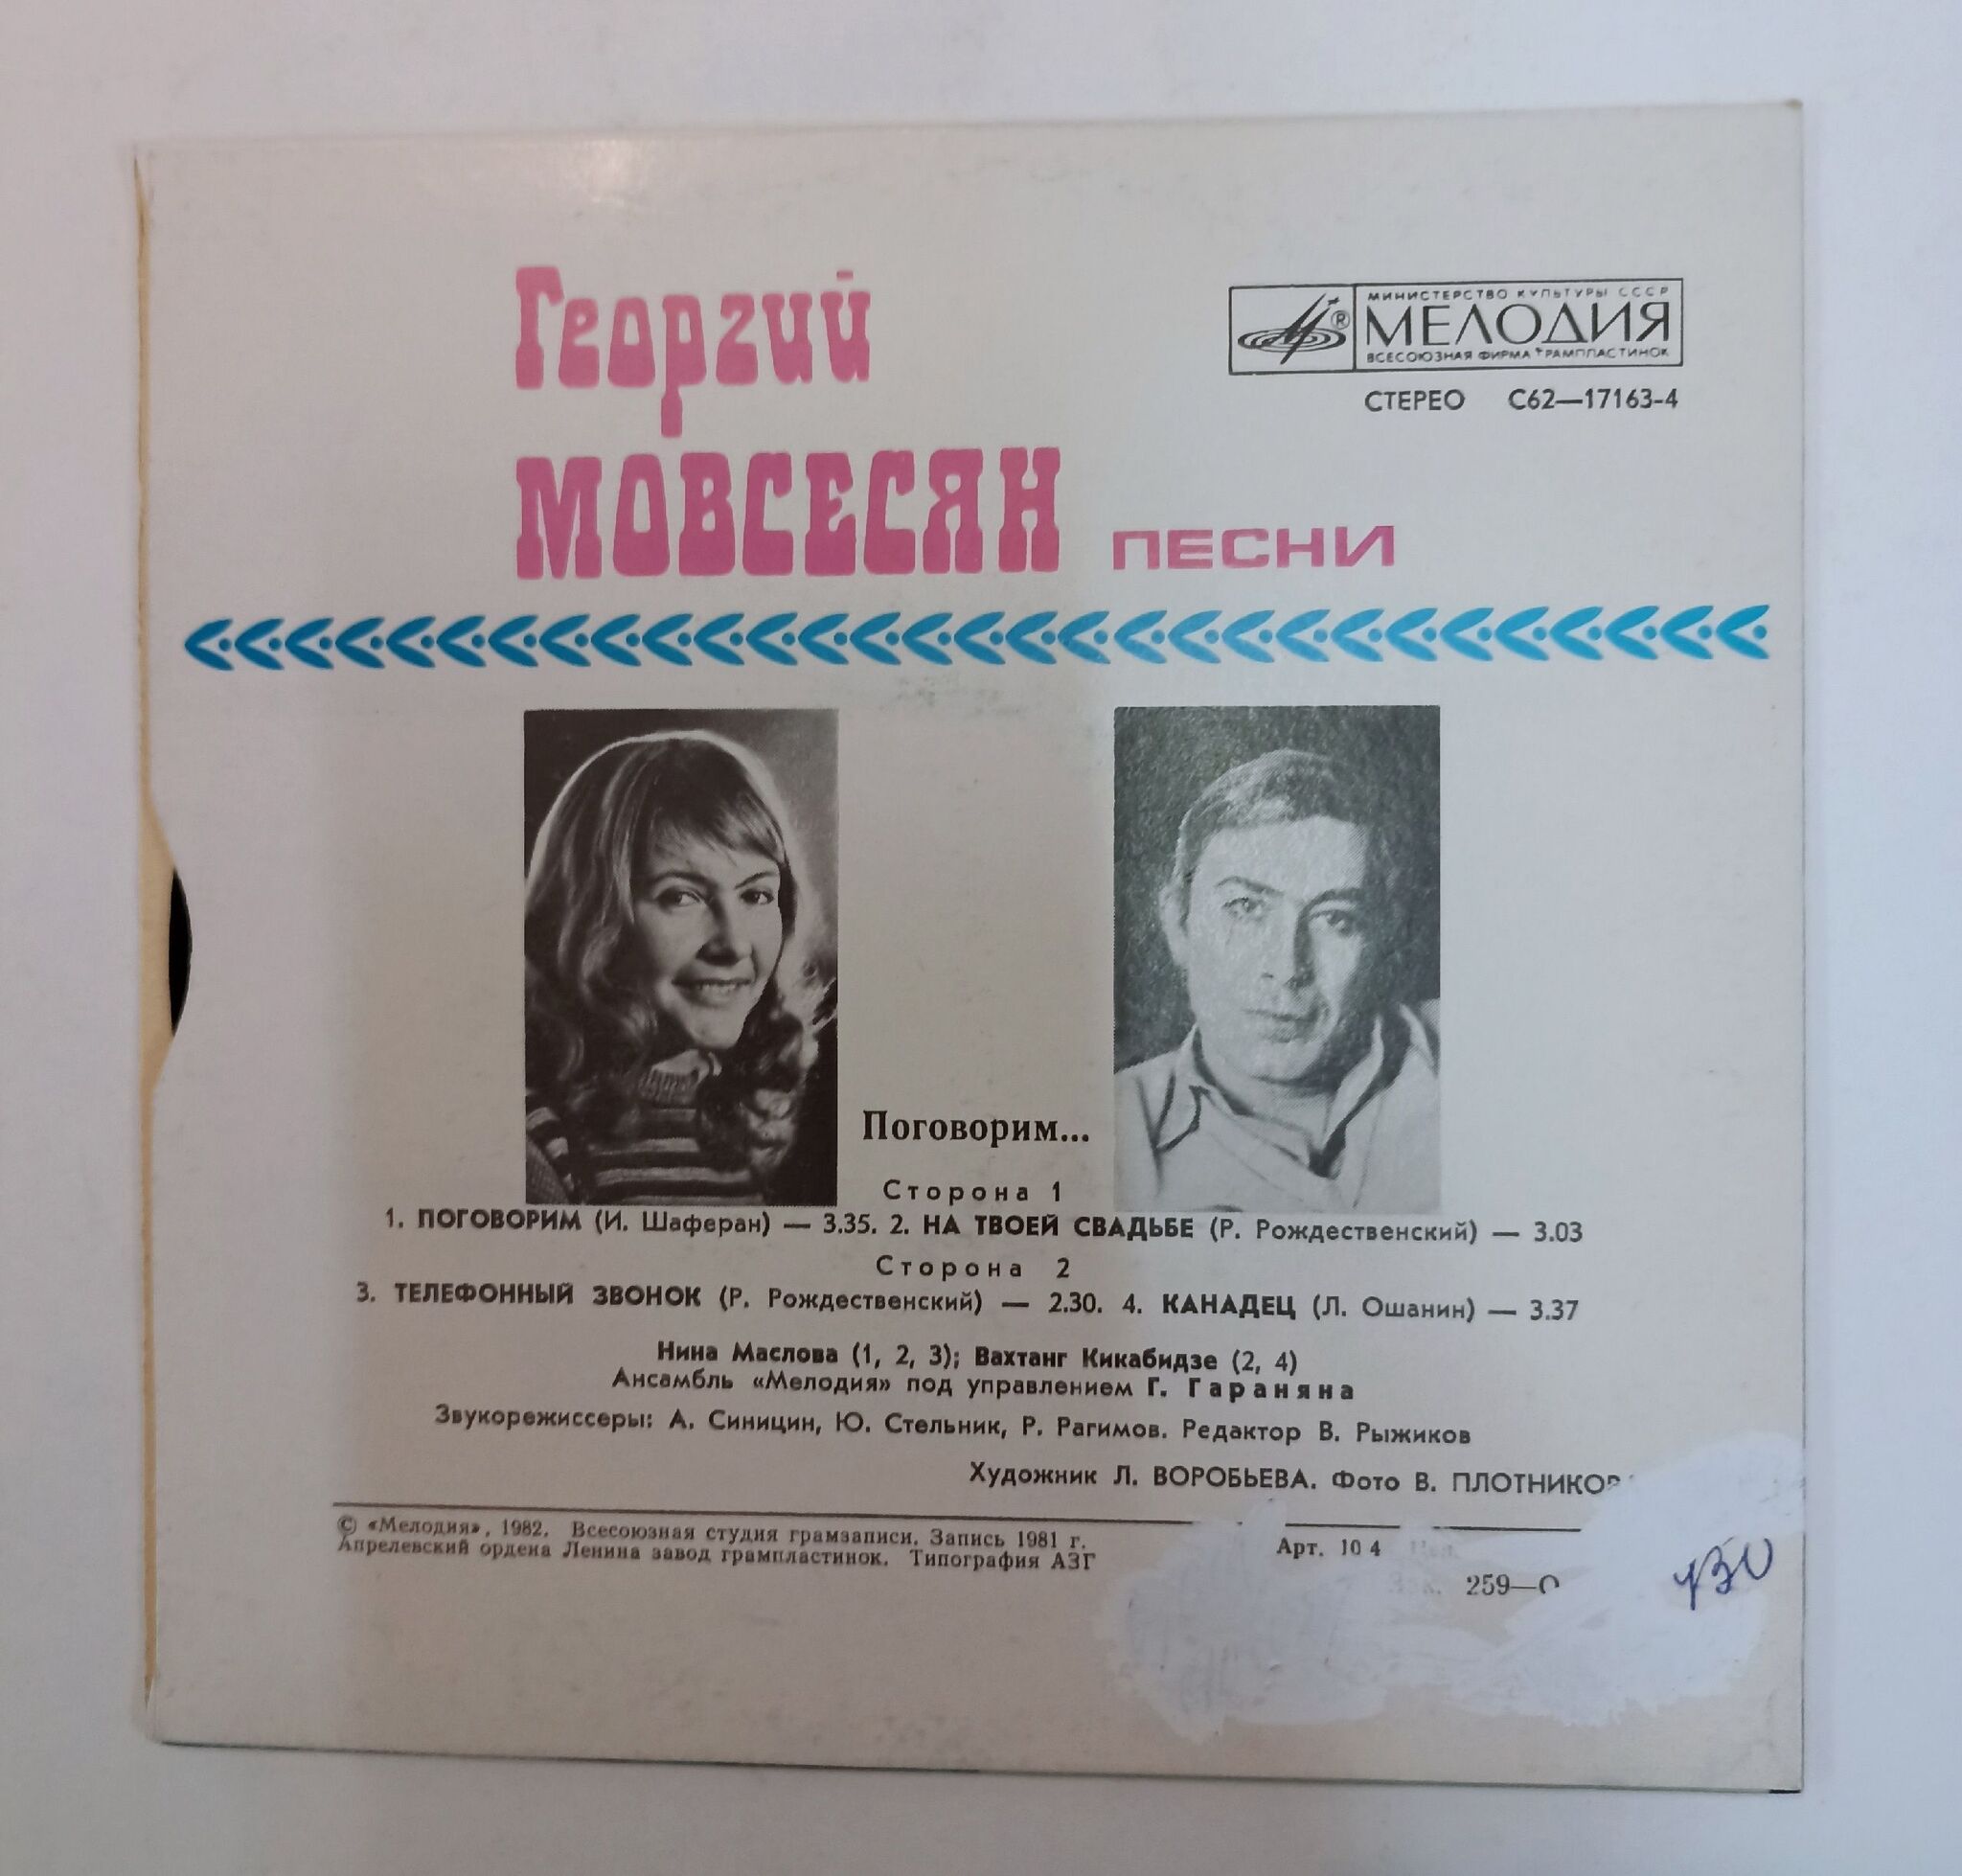 Георгий
МОВСЕСЯН ПЕСНИ
МИНИСТЕРСТВО КУЛЬТУРЫ СССР
МЕЛОДИЯ
®
ВСЕСОЮЗНАЯ ФИРМА ГРАМПЛАСТИНОК
СТЕРЕО С62—17163-4
Поговорим...
Сторона 1
1. ПОГОВОРИМ (И. Шаферан) — 3.35. 2. НА ТВОЕЙ СВАДЬБЕ (Р. Рождественский) — 3.03
Сторона 2
3. ТЕЛЕФОННЫЙ ЗВОНОК (Р. Рождественский) — 2.30. 4. КАНАДЕЦ (Л. Ошанин) — 3.37
Нина Маслова (1, 2, 3); Вахтанг Кикабидзе (2, 4)
Ансамбль «Мелодия» под управлением Г. Гараняна
Звукорежиссеры: А. Синицин, Ю. Стельник, Р. Рагимов. Редактор В. Рыжиков
Художник Л. ВОРОБЬЕВА. Фото В. ПЛОТНИКОВ
© «Мелодия», 1982. Всесоюзная студия грамзаписи. Запись 1981 г.
Апрелевский ордена Ленина завод грампластинок. Типография АЗГ
Арт. 10 4
Зак. 259—